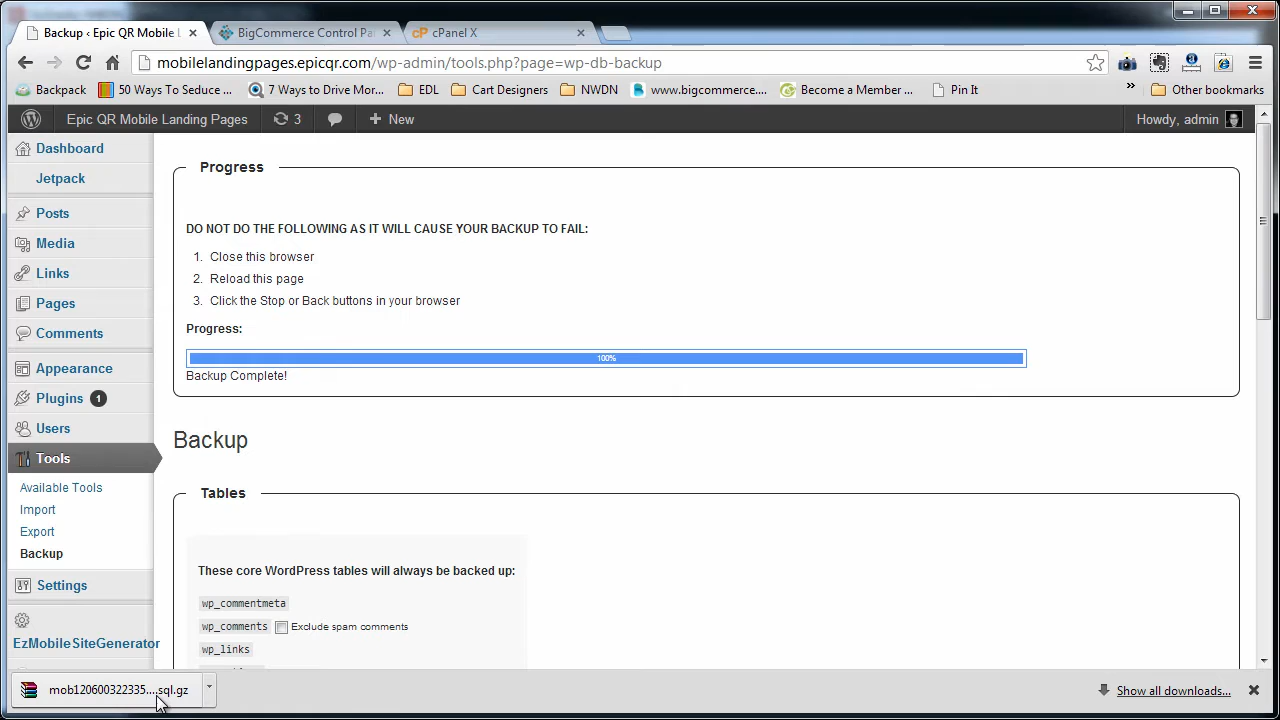 Backup ‹ Epic QR Mobile L
BigCommerce Control Pa
cP cPanel X
mobilelandingpages.epicqr.com/wp-admin/tools.php?page=wp-db-backup
Backpack
50 Ways To Seduce ...
7 Ways to Drive Mor...
EDL
Cart Designers
NWDN
www.bigcommerce....
Become a Member ...
Pin It
Other bookmarks
Epic QR Mobile Landing Pages
3
New
Howdy, admin
Dashboard
Jetpack
Posts
Media
Links
Pages
Comments
Appearance
Plugins 1
Users
Tools
Available Tools
Import
Export
Backup
Settings
EzMobileSiteGenerator
Progress
DO NOT DO THE FOLLOWING AS IT WILL CAUSE YOUR BACKUP TO FAIL:
1. Close this browser
2. Reload this page
3. Click the Stop or Back buttons in your browser
Progress:
100%
Backup Complete!
Backup
Tables
These core WordPress tables will always be backed up:
wp_commentmeta
wp_comments Exclude spam comments
wp_links
mob120600322335....sql.gz
Show all downloads...